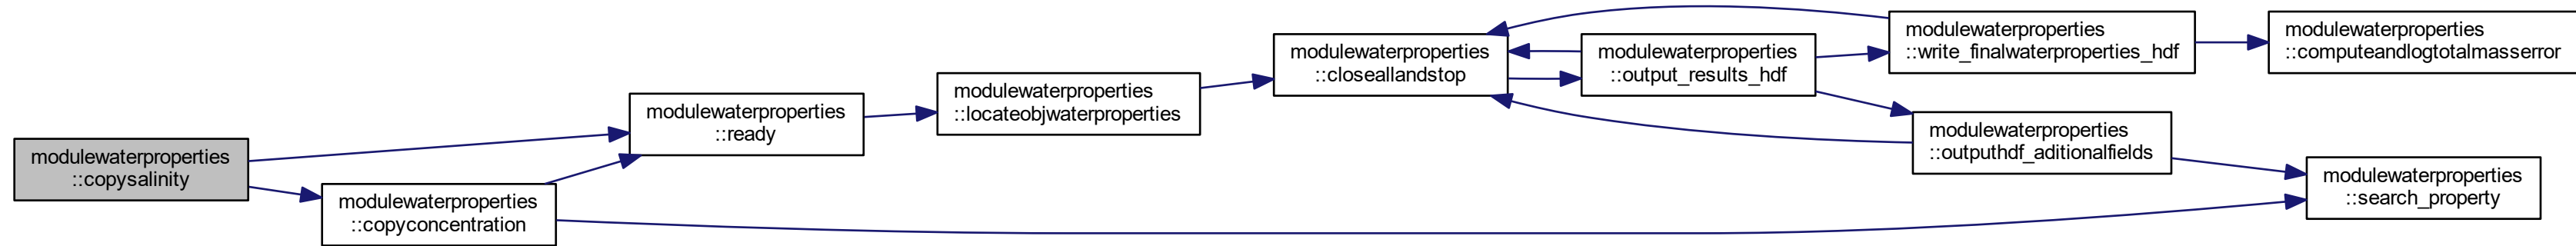 modulewaterproperties
::copysalinity
modulewaterproperties
::copyconcentration
modulewaterproperties
::ready
modulewaterproperties
::locateobjwaterproperties
modulewaterproperties
::closeallandstop
modulewaterproperties
::output_results_hdf
modulewaterproperties
::write_finalwaterproperties_hdf
modulewaterproperties
::outputhdf_aditionalfields
modulewaterproperties
::computeandlogtotalmasserror
modulewaterproperties
::search_property